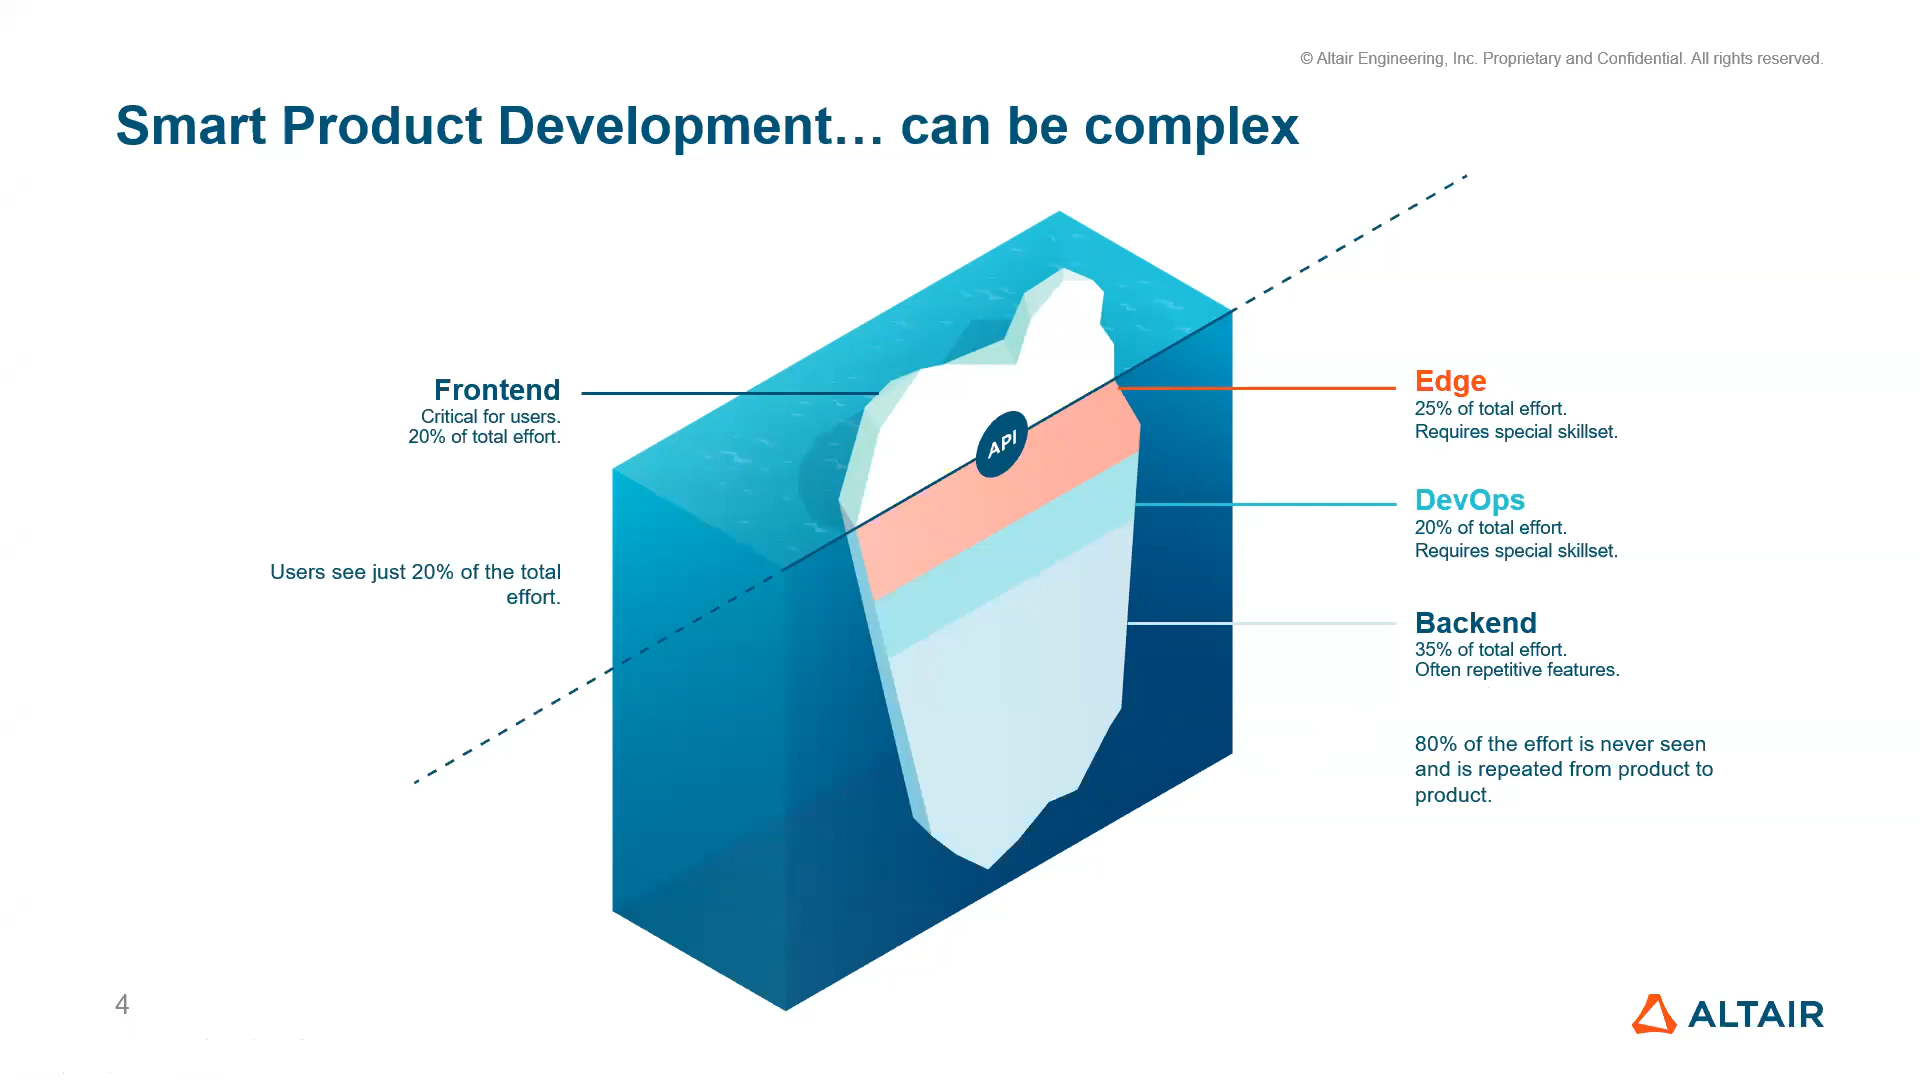 © Altair Engineering, Inc. Proprietary and Confidential. All rights reserved.
Smart Product Development… can be complex
Frontend
Critical for users.
20% of total effort.
Users see just 20% of the total
effort.
API
Edge
25% of total effort.
Requires special skillset.
DevOps
20% of total effort.
Requires special skillset.
Backend
35% of total effort.
Often repetitive features.
80% of the effort is never seen
and is repeated from product to
product.
4
ALTAIR